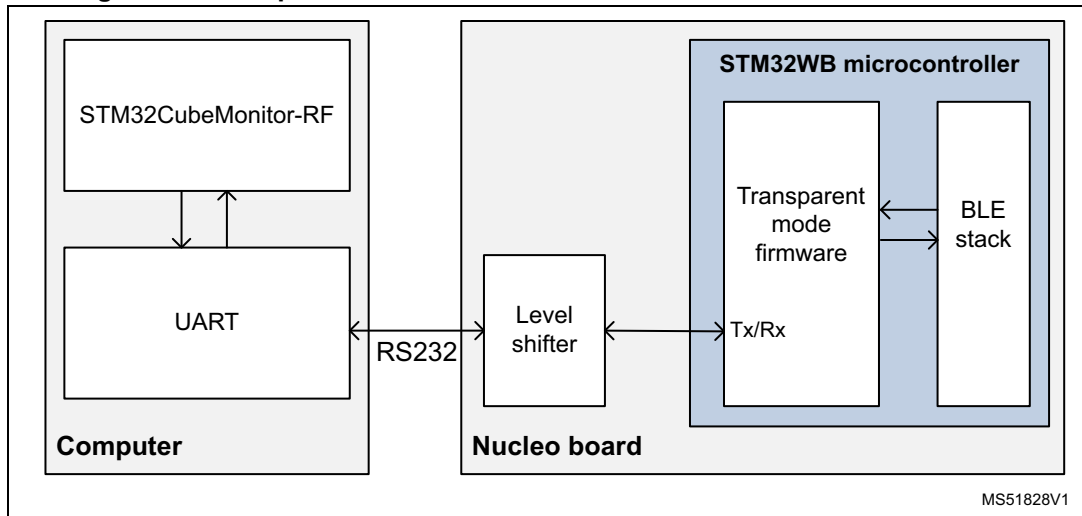 STM32CubeMonitor-RF
UART
Computer
RS232
Level
shifter
Nucleo board
STM32WB microcontroller
Transparent
mode
firmware
Tx/Rx
BLE
stack
MS51828V1